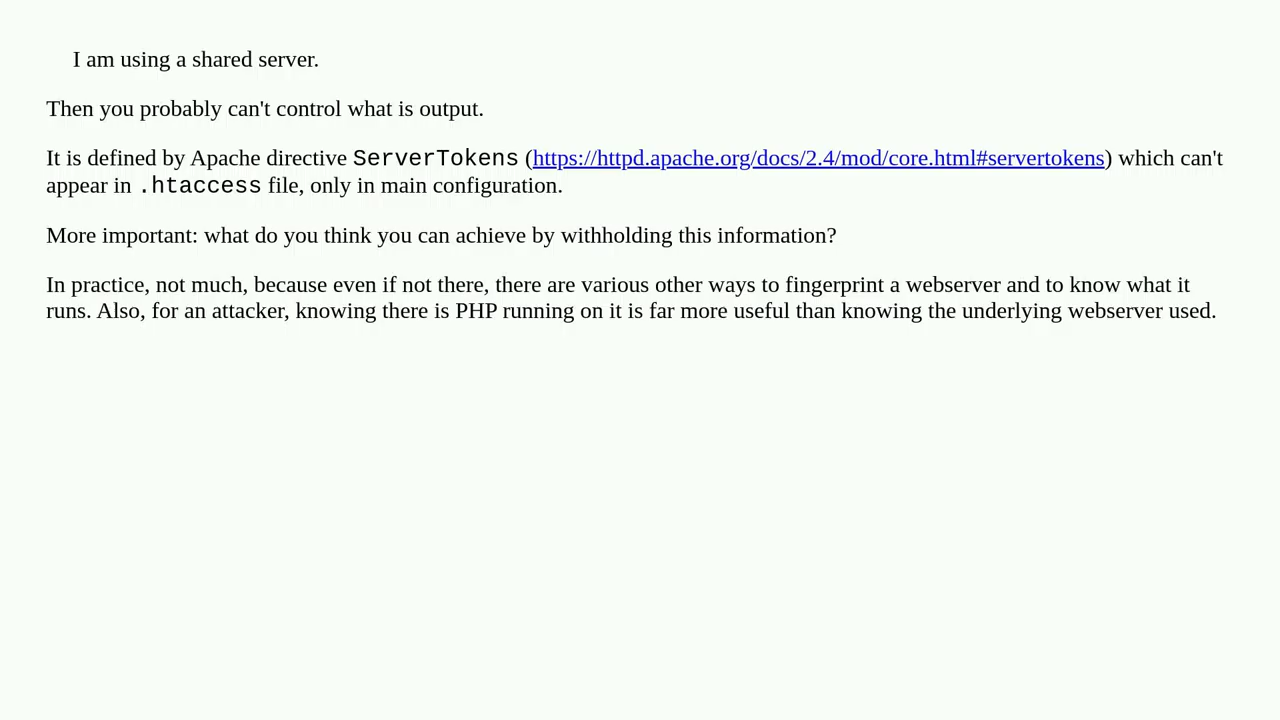 I am using a shared server.
Then you probably can't control what is output.
It is defined by Apache directive ServerTokens (https://httpd.apache.org/docs/2.4/mod/core.html#servertokens) which can't
appear in .htaccess file, only in main configuration.
More important: what do you think you can achieve by withholding this information?
In practice, not much, because even if not there, there are various other ways to fingerprint a webserver and to know what it
runs. Also, for an attacker, knowing there is PHP running on it is far more useful than knowing the underlying webserver used.